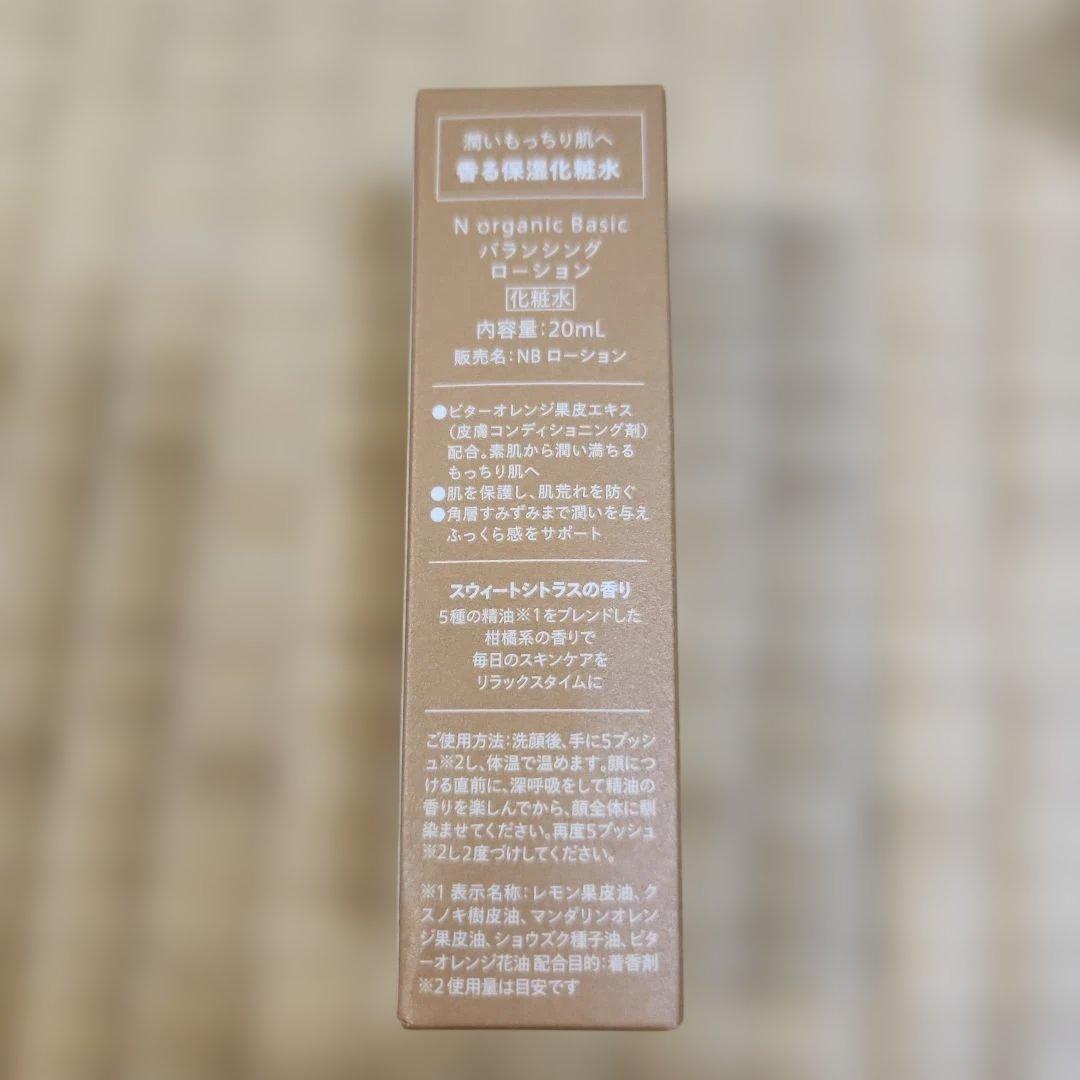 潤いもっちり肌へ
香る保湿化粧水
N organic Basic
バランシング
ローション
化粧水
内容量：20mL
販売名：NB ローション
●ビターオレンジ果皮エキス
（皮膚コンディショニング剤）
配合。素肌から潤い満ちる
もっちり肌へ
●肌を保護し、肌荒れを防ぐ
●角層すみずみまで潤いを与え
ふっくら感をサポート
スウィートシトラスの香り
5種の精油※1をブレンドした
柑橘系の香りで
毎日のスキンケアを
リラックスタイムに
ご使用方法：洗顔後、手に5プッシ
ュ※2し、体温で温めます。顔につ
ける直前に、深呼吸をして精油の
香りを楽しんでから、顔全体に馴
染ませてください。再度5プッシュ
※2し2度づけしてください。
※1 表示名称：レモン果皮油、ク
スノキ樹皮油、マンダリンオレン
ジ果皮油、ショウズク種子油、ビタ
ーオレンジ花油 配合目的：着香剤
※2 使用量は目安です